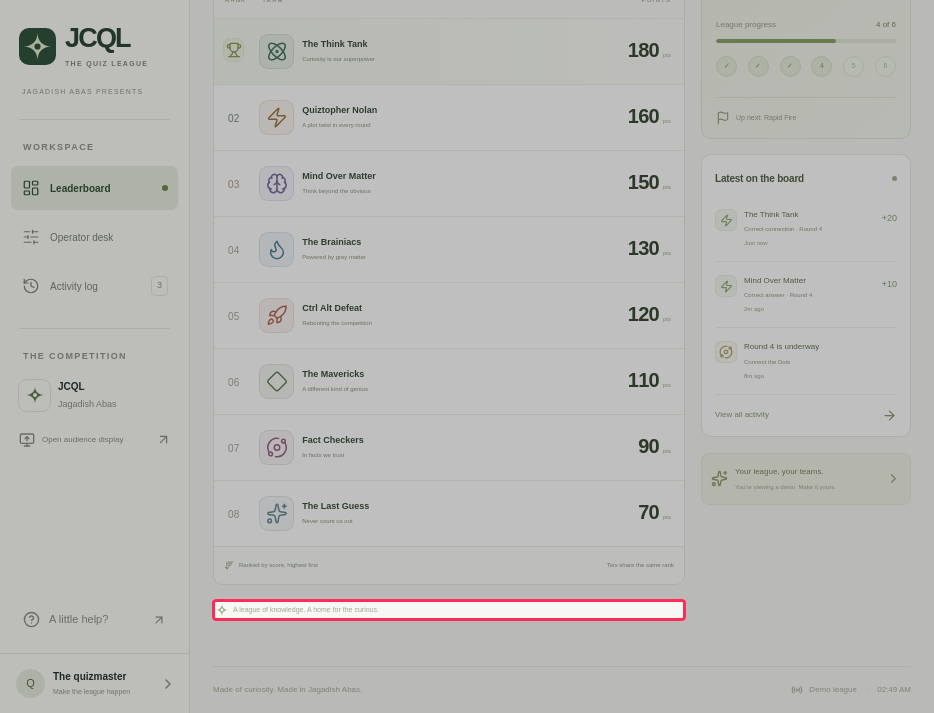 JCQL
THE QUIZ LEAGUE
JAGADISH ABAS PRESENTS
WORKSPACE
Leaderboard
Operator desk
Activity log 3
THE COMPETITION
JCQL
Jagadish Abas
Open audience display
A little help?
Q
The quizmaster
Make the league happen
The Think Tank
Curiosity is our superpower
180 pts
02
Quiztopher Nolan
A plot twist in every round
160 pts
03
Mind Over Matter
Think beyond the obvious
150 pts
04
The Brainiacs
Powered by grey matter
130 pts
05
Ctrl Alt Defeat
Rebooting the competition
120 pts
06
The Mavericks
A different kind of genius
110 pts
07
Fact Checkers
In facts we trust
90 pts
08
The Last Guess
Never count us out
70 pts
Ranked by score, highest first
Ties share the same rank
A league of knowledge. A home for the curious.
League progress 4 of 6
4 5 6
Up next: Rapid Fire
Latest on the board
The Think Tank +20
Correct connection · Round 4
Just now
Mind Over Matter +10
Correct answer · Round 4
2m ago
Round 4 is underway
Connect the Dots
8m ago
View all activity
Your league, your teams.
You're viewing a demo. Make it yours.
Made of curiosity. Made in Jagadish Abas.
Demo league · 02:49 AM